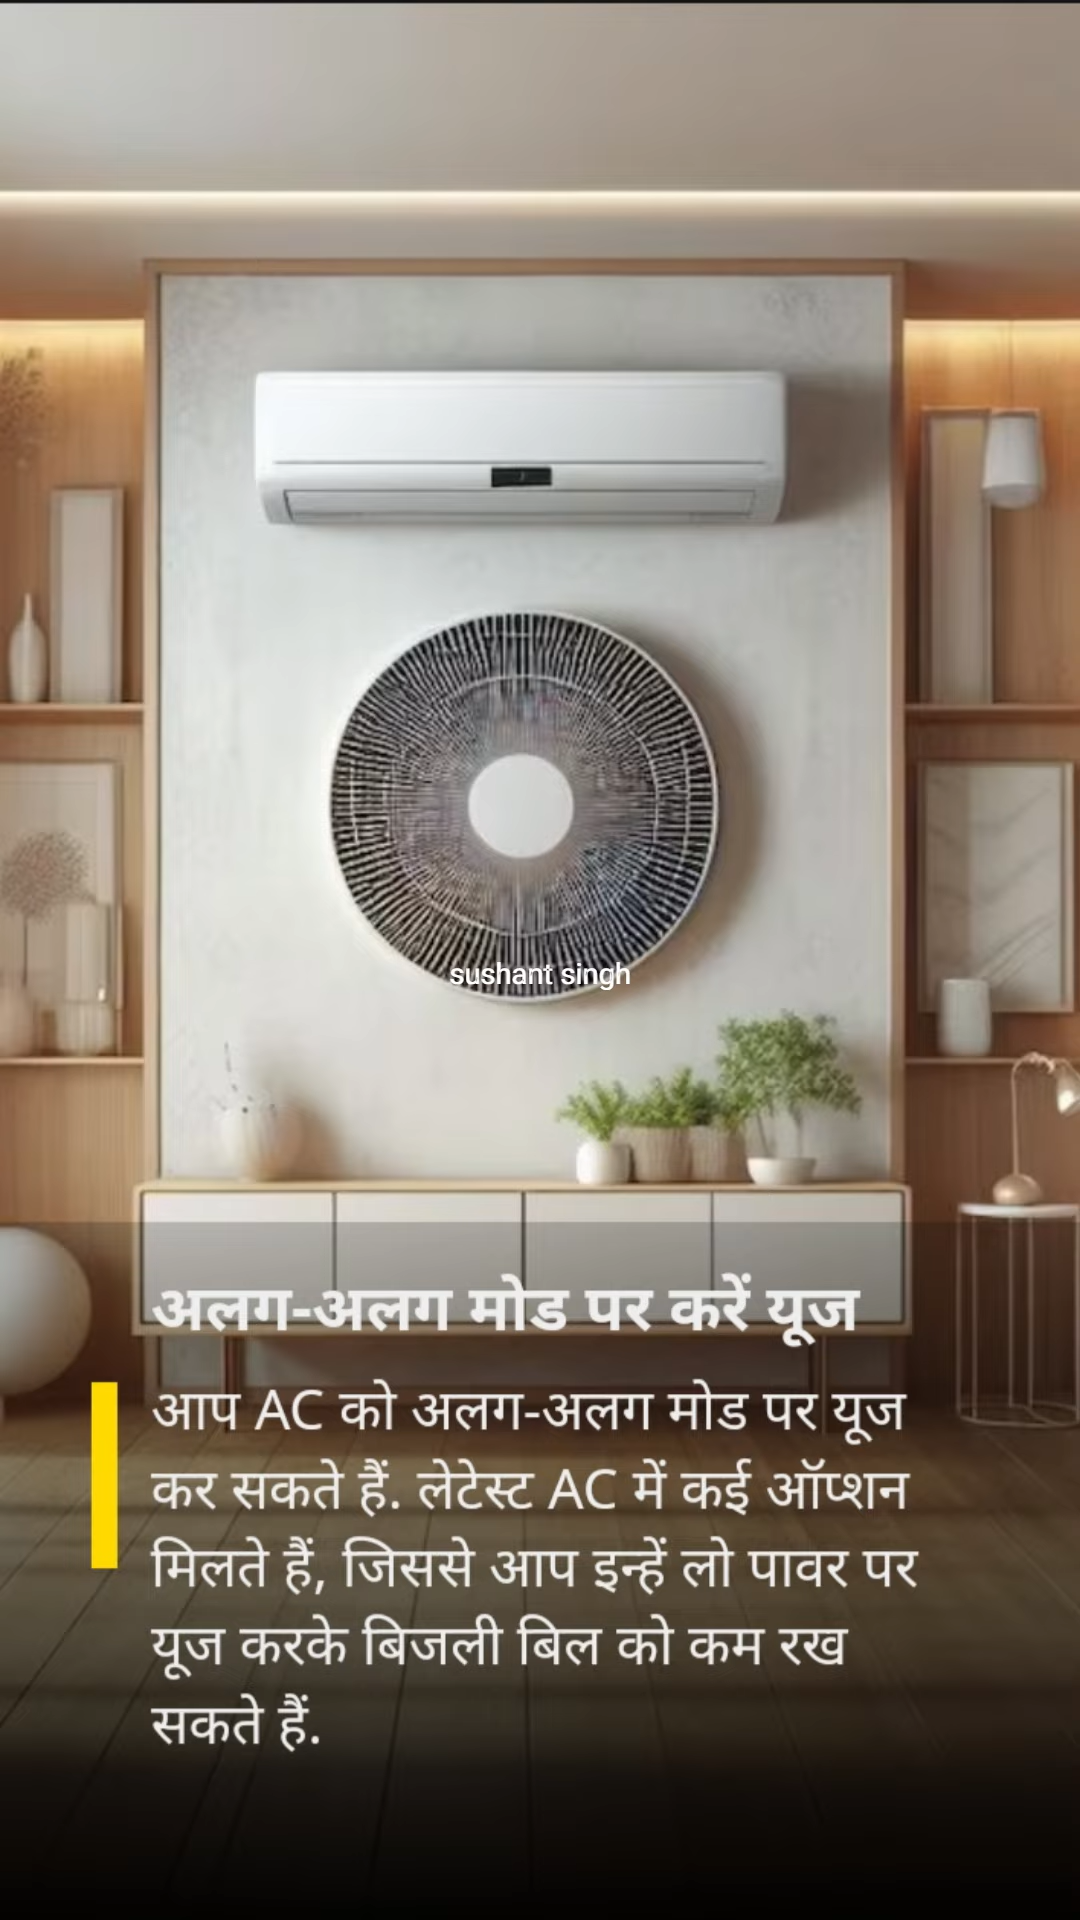 sushant singh
अलग-अलग मोड पर करें यूज
आप AC को अलग-अलग मोड पर यूज
कर सकते हैं. लेटेस्ट AC में कई ऑप्शन
मिलते हैं, जिससे आप इन्हें लो पावर पर
यूज करके बिजली बिल को कम रख
सकते हैं.